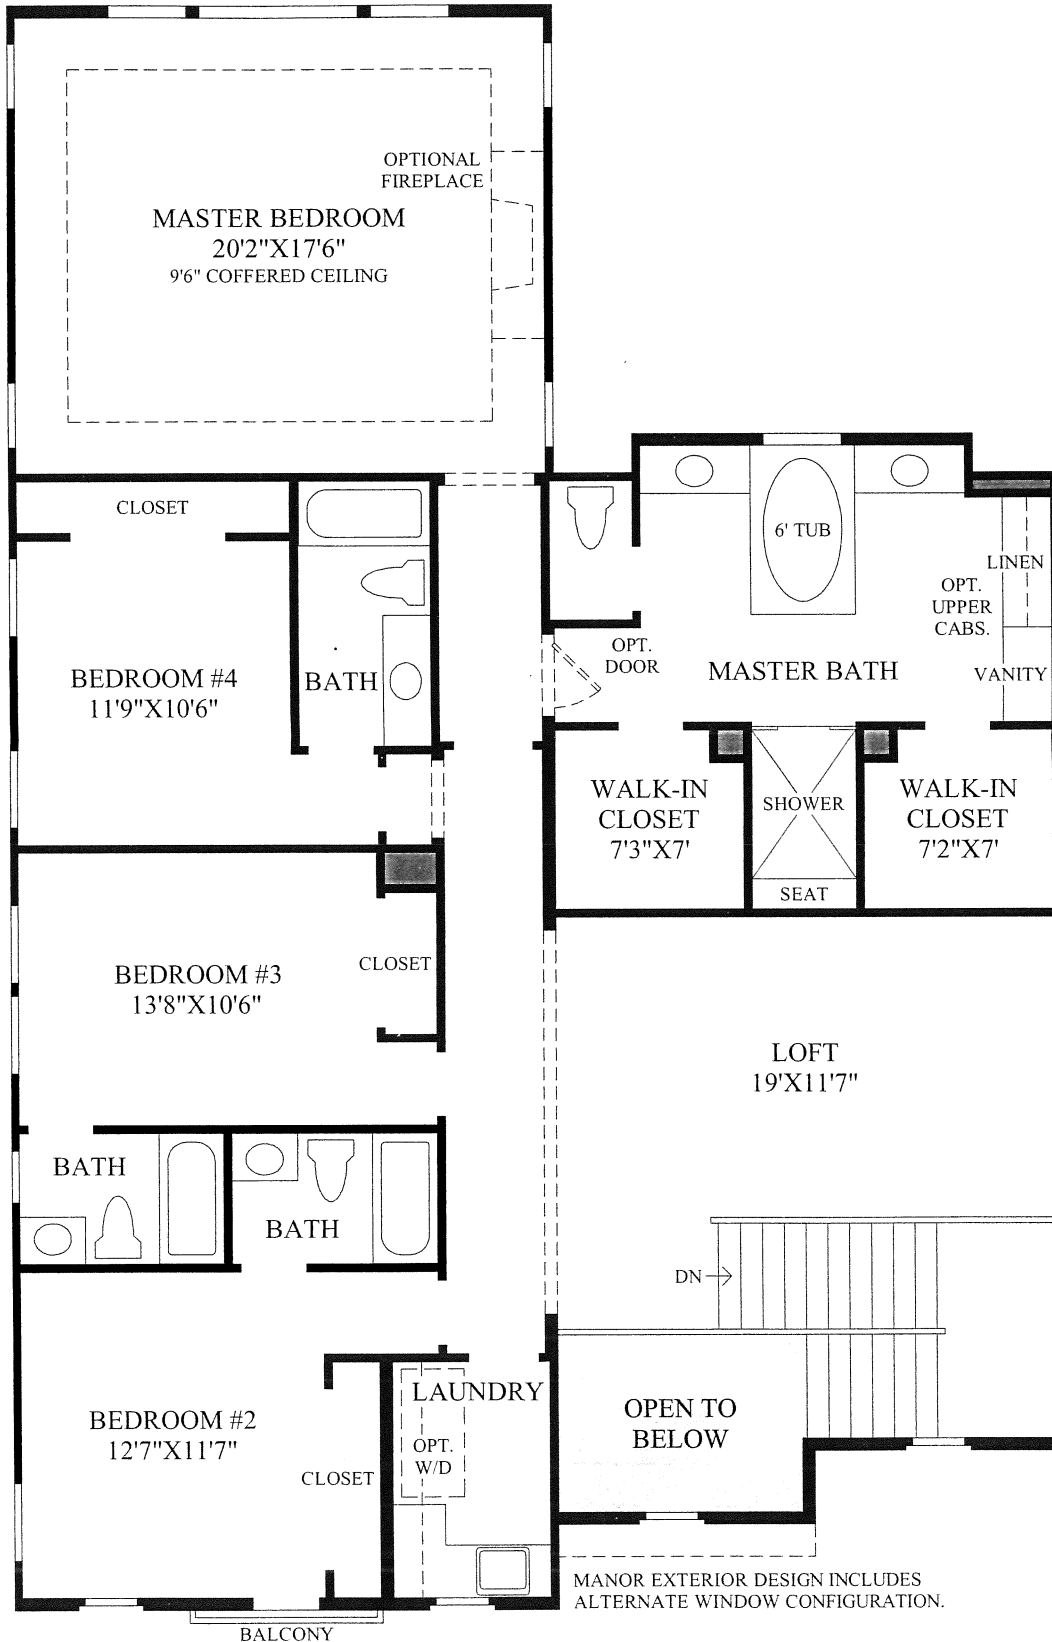 OPTIONAL
FIREPLACE
MASTER BEDROOM
20'2"X17'6"
9'6" COFFERED CEILING
CLOSET
6' TUB
LINEN
OPT.
UPPER
CABS.
OPT.
DOOR
MASTER BATH
VANITY
BEDROOM #4
11'9"X10'6"
BATH
WALK-IN
CLOSET
7'3"X7'
SHOWER
SEAT
WALK-IN
CLOSET
7'2"X7'
BEDROOM #3
13'8"X10'6"
CLOSET
LOFT
19'X11'7"
BATH
BATH
DN
BEDROOM #2
12'7"X11'7"
CLOSET
LAUNDRY
OPT.
W/D
OPEN TO
BELOW
MANOR EXTERIOR DESIGN INCLUDES
ALTERNATE WINDOW CONFIGURATION.
BALCONY